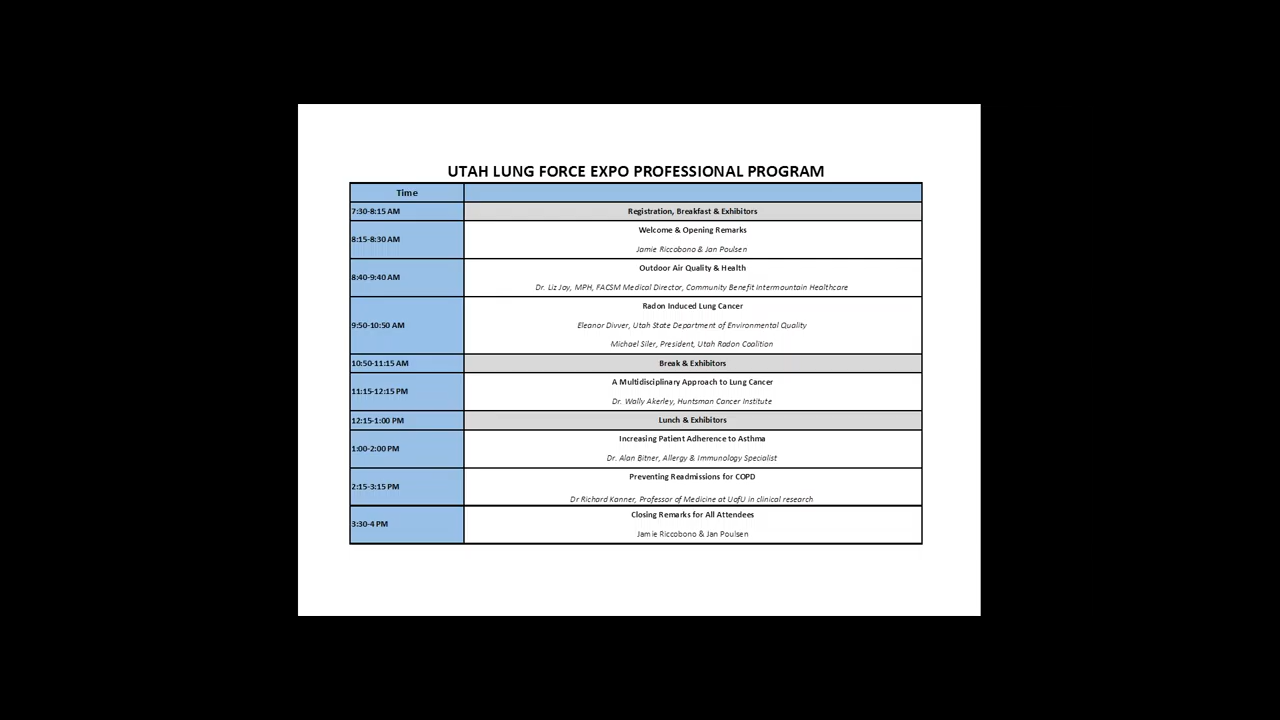 UTAH LUNG FORCE EXPO PROFESSIONAL PROGRAM
Time
7:30-8:15 AM
Registration, Breakfast & Exhibitors
8:15-8:30 AM
Welcome & Opening Remarks
Jamie Riccobono & Jan Poulsen
8:40-9:40 AM
Outdoor Air Quality & Health
Dr. Liz Joy, MPH, FACSM Medical Director, Community Benefit Intermountain Healthcare
9:50-10:50 AM
Radon Induced Lung Cancer
Eleanor Divver, Utah State Department of Environmental Quality
Michael Siler, President, Utah Radon Coalition
10:50-11:15 AM
Break & Exhibitors
11:15-12:15 PM
A Multidisciplinary Approach to Lung Cancer
Dr. Wally Akerley, Huntsman Cancer Institute
12:15-1:00 PM
Lunch & Exhibitors
1:00-2:00 PM
Increasing Patient Adherence to Asthma
Dr. Alan Bitner, Allergy & Immunology Specialist
2:15-3:15 PM
Preventing Readmissions for COPD
Dr Richard Kanner, Professor of Medicine at UofU in clinical research
3:30-4 PM
Closing Remarks for All Attendees
Jamie Riccobono & Jan Poulsen